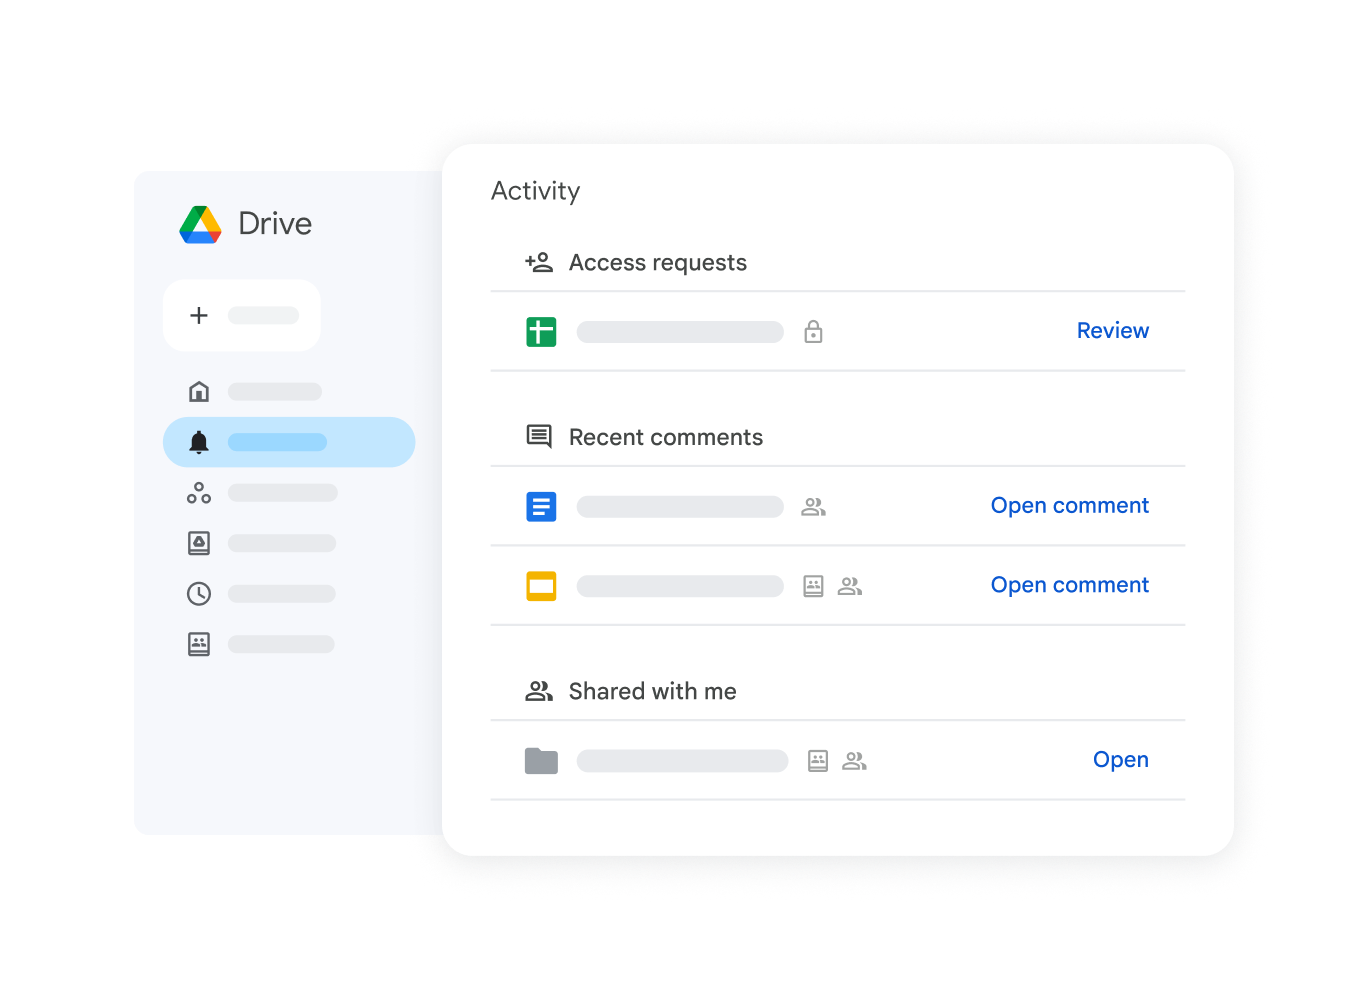 Drive
Activity
Access requests
Review
Recent comments
Open comment
Open comment
Shared with me
Open